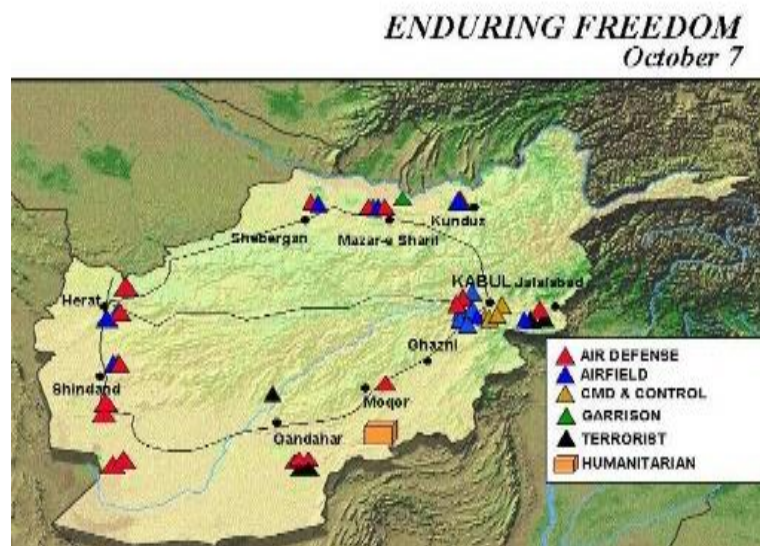 ENDURING FREEDOM
October 7
Shebergan
Mazar-e Sharif
Kunduz
Herat
KABUL Jalalabad
Ghazni
Shindand
Moqor
Qandahar
AIR DEFENSE
AIRFIELD
CMD & CONTROL
GARRISON
TERRORIST
HUMANITARIAN